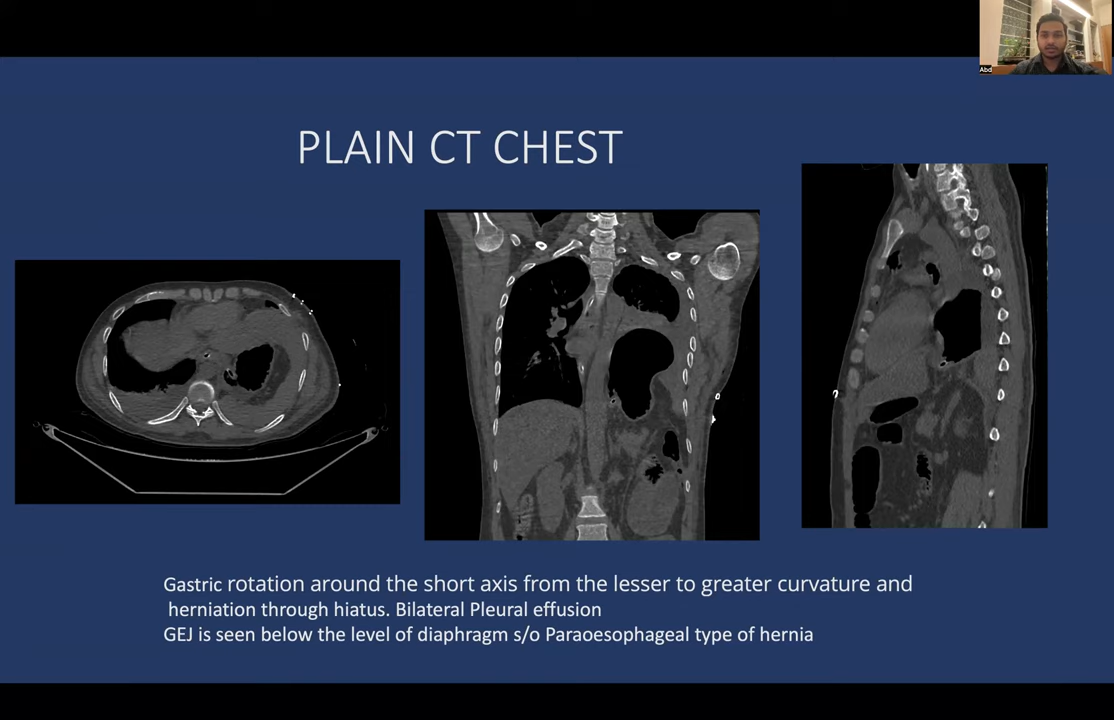 Abd
PLAIN CT CHEST
Gastric rotation around the short axis from the lesser to greater curvature and
herniation through hiatus. Bilateral Pleural effusion
GEJ is seen below the level of diaphragm s/o Paraoesophageal type of hernia